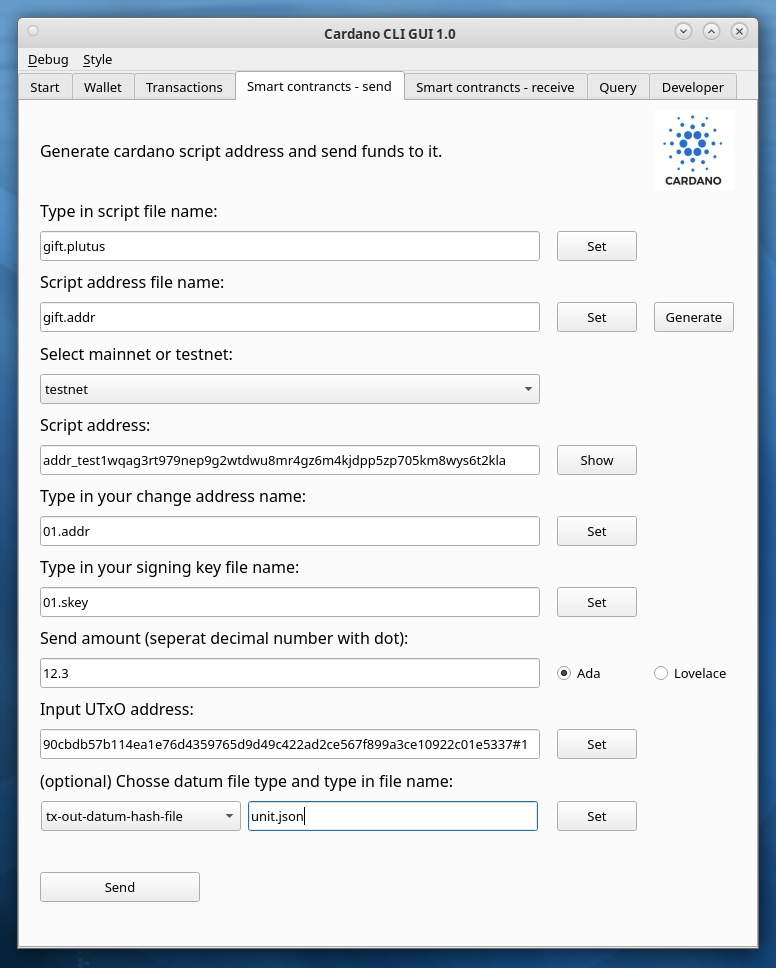 Cardano CLI GUI 1.0
Debug Style
Start Wallet Transactions Smart contrancts - send Smart contrancts - receive Query Developer
Generate cardano script address and send funds to it.
CARDANO
Type in script file name:
gift.plutus Set
Script address file name:
gift.addr Set Generate
Select mainnet or testnet:
testnet
Script address:
addr_test1wqag3rt979nep9g2wtdwu8mr4gz6m4kjdpp5zp705km8wys6t2kla Show
Type in your change address name:
01.addr Set
Type in your signing key file name:
01.skey Set
Send amount (seperat decimal number with dot):
12.3 Ada Lovelace
Input UTxO address:
90cbdb57b114ea1e76d4359765d9d49c422ad2ce567f899a3ce10922c01e5337#1 Set
(optional) Chosse datum file type and type in file name:
tx-out-datum-hash-file unit.json Set
Send